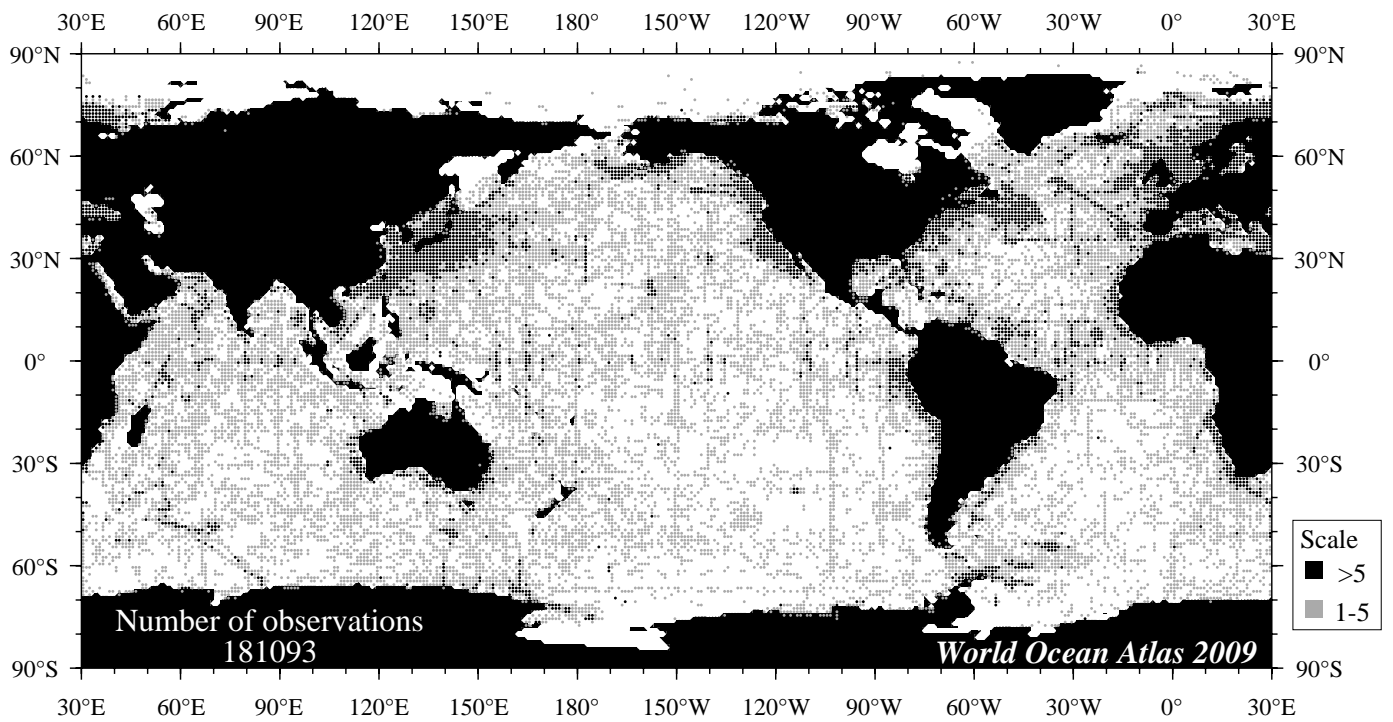 30°E 60°E 90°E 120°E 150°E 180° 150°W 120°W 90°W 60°W 30°W 0° 30°E
90°N 90°N
60°N 60°N
30°N 30°N
0° 0°
30°S 30°S
Scale
60°S >5 60°S
1-5
Number of observations
181093
World Ocean Atlas 2009
90°S 90°S
30°E 60°E 90°E 120°E 150°E 180° 150°W 120°W 90°W 60°W 30°W 0° 30°E